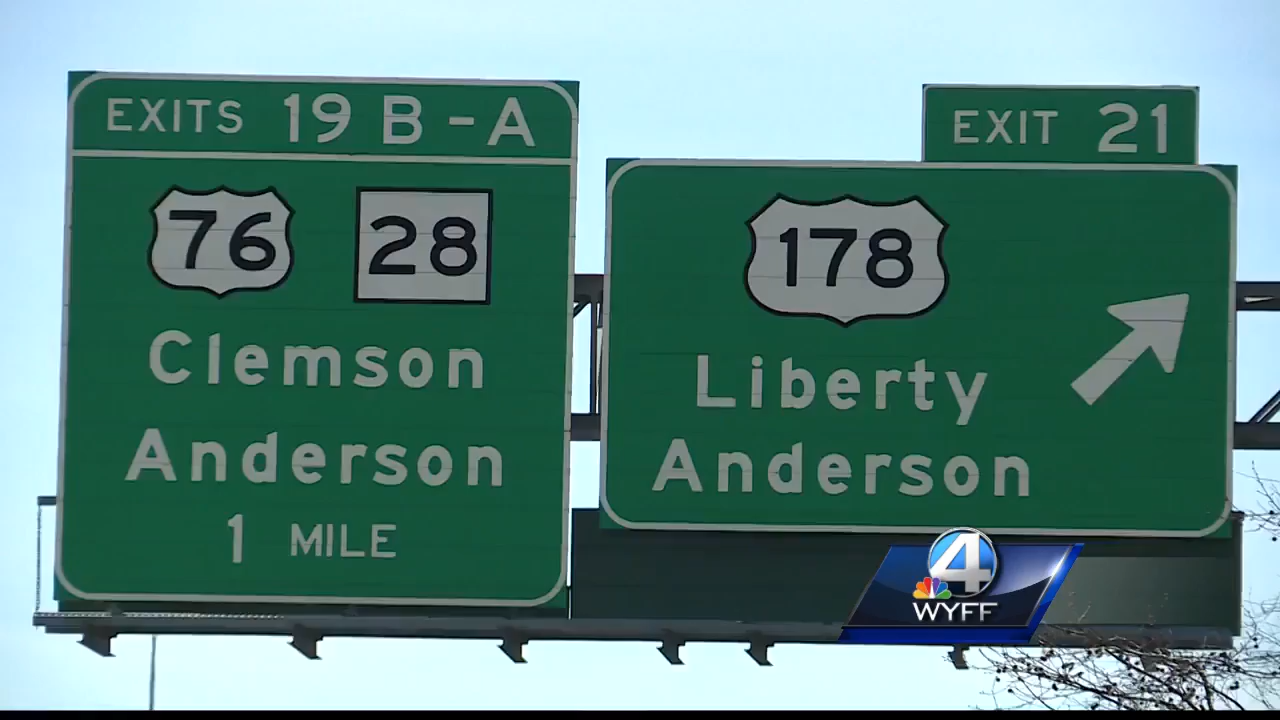 EXITS 19 B-A
76 28
Clemson
Anderson
1 MILE
EXIT 21
178
Liberty
Anderson
4
WYFF